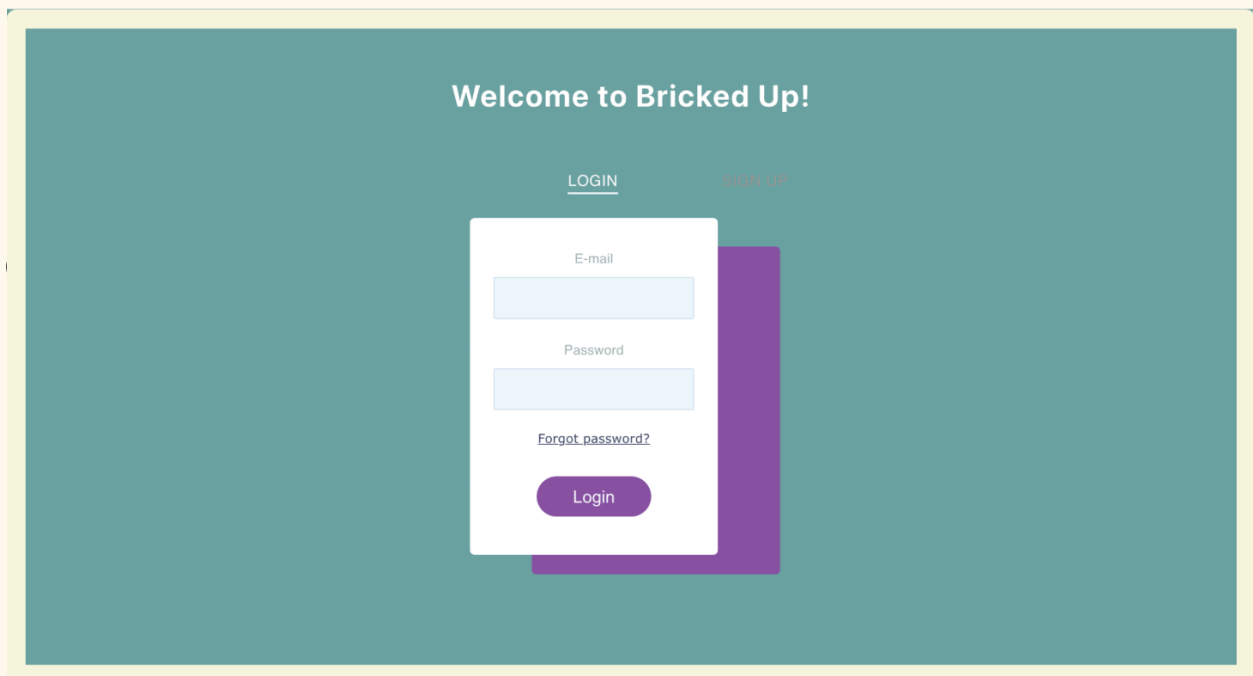 Welcome to Bricked Up!
LOGIN SIGN UP
E-mail
Password
Forgot password?
Login